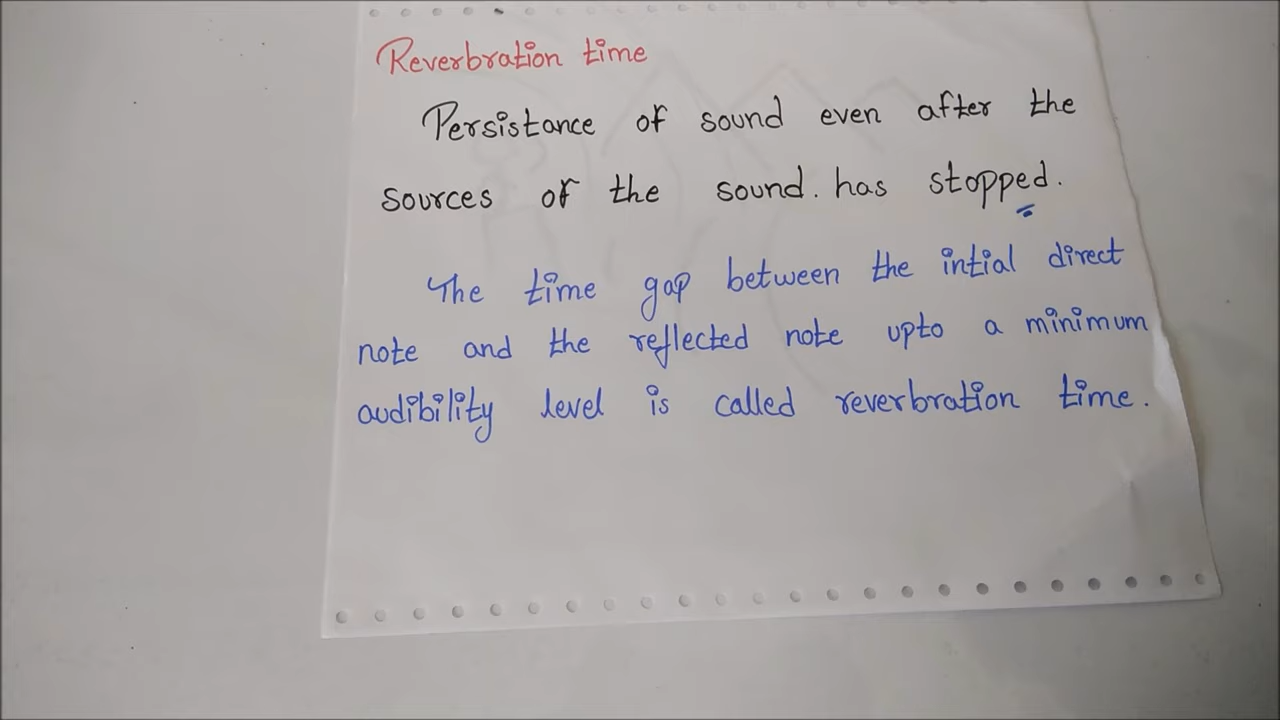 Reverbration time
Persistance of sound even after the
sources of the sound. has stopped.
The time gap between the intial direct
note and the reflected note upto a minimum
audibility level is called reverbration time.